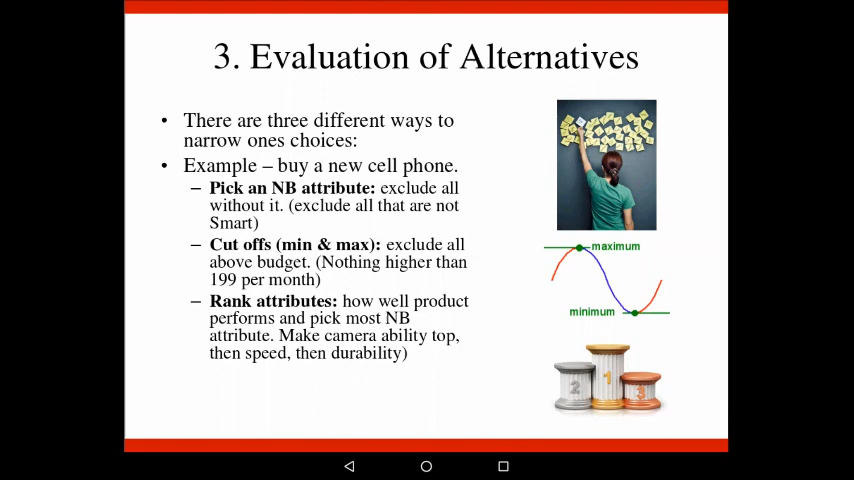 3. Evaluation of Alternatives
• There are three different ways to
narrow ones choices:
• Example – buy a new cell phone.
– Pick an NB attribute: exclude all
without it. (exclude all that are not
Smart)
– Cut offs (min & max): exclude all
above budget. (Nothing higher than
199 per month)
– Rank attributes: how well product
performs and pick most NB
attribute. Make camera ability top,
then speed, then durability)
maximum
minimum
2
1
3